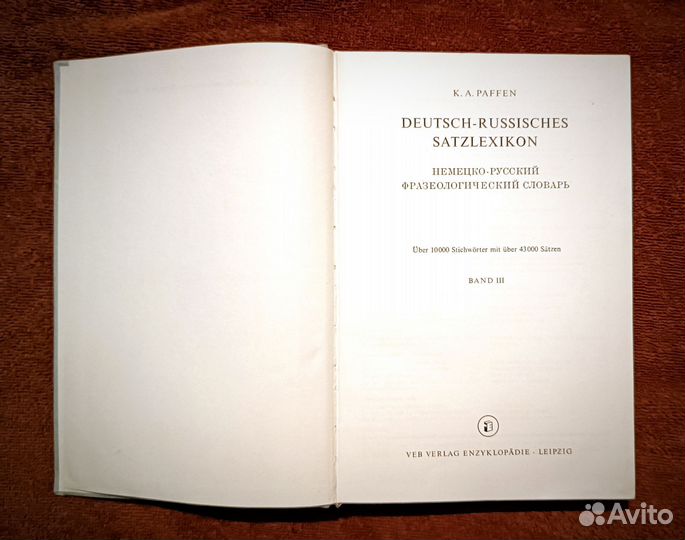 K. A. PAFFEN
DEUTSCH-RUSSISCHES
SATZLEXIKON
НЕМЕЦКО-РУССКИЙ
ФРАЗЕОЛОГИЧЕСКИЙ СЛОВАРЬ
Über 10000 Stichwörter mit über 43000 Sätzen
BAND III
VEB VERLAG ENZYKLOPÄDIE · LEIPZIG
Avito